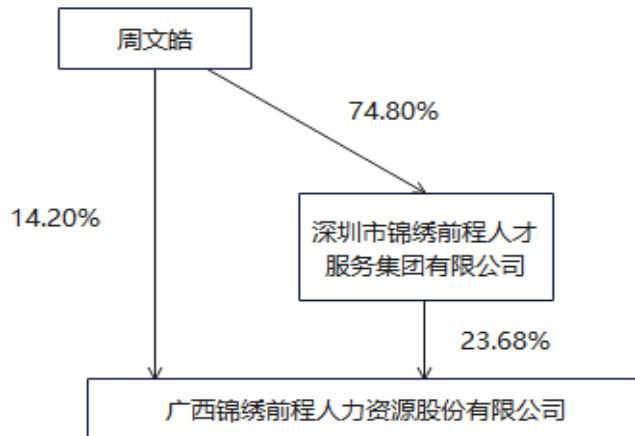 周文皓
74.80%
14.20%
深圳市锦绣前程人才
服务集团有限公司
23.68%
广西锦绣前程人力资源股份有限公司